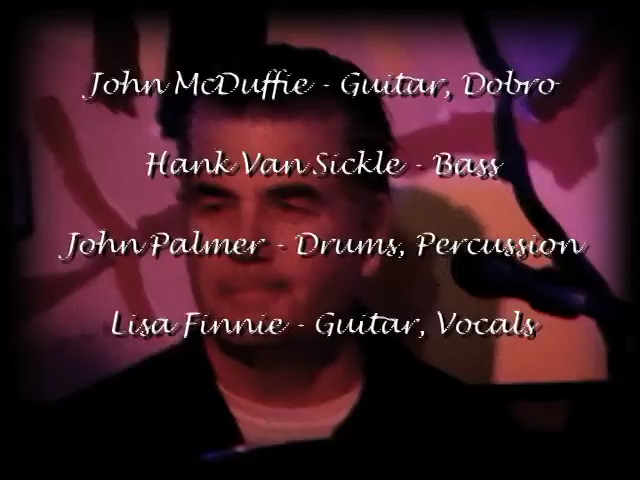 John McDuffie - Guitar, Dobro
Hank Van Sickle - Bass
John Palmer - Drums, Percussion
Lisa Finnie - Guitar, Vocals